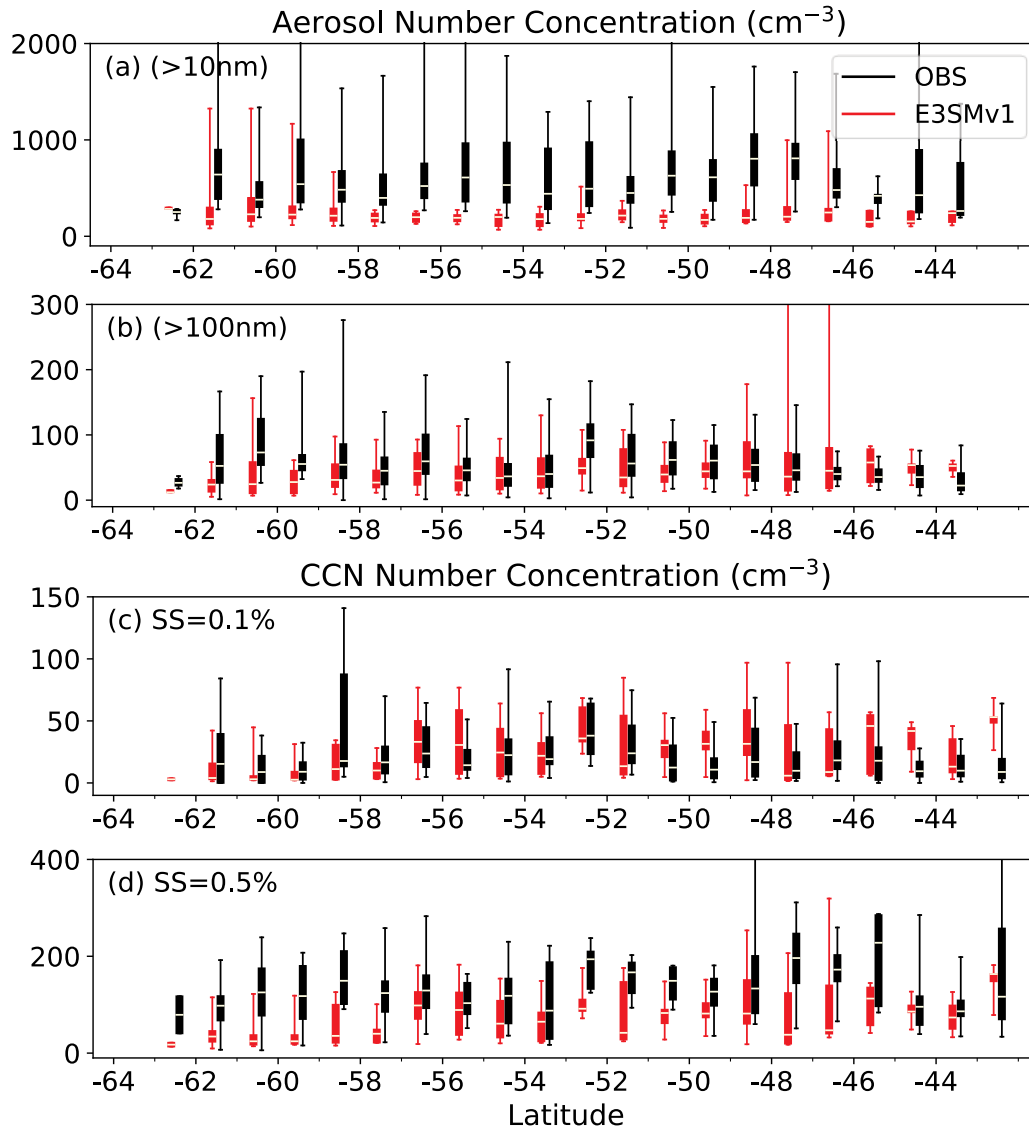 Aerosol Number Concentration (cm⁻³)
(a) (>10nm)
OBS
E3SMv1
2000
1000
0
-64 -62 -60 -58 -56 -54 -52 -50 -48 -46 -44
(b) (>100nm)
300
200
100
0
-64 -62 -60 -58 -56 -54 -52 -50 -48 -46 -44
CCN Number Concentration (cm⁻³)
(c) SS=0.1%
150
100
50
0
-64 -62 -60 -58 -56 -54 -52 -50 -48 -46 -44
(d) SS=0.5%
400
200
0
-64 -62 -60 -58 -56 -54 -52 -50 -48 -46 -44
Latitude